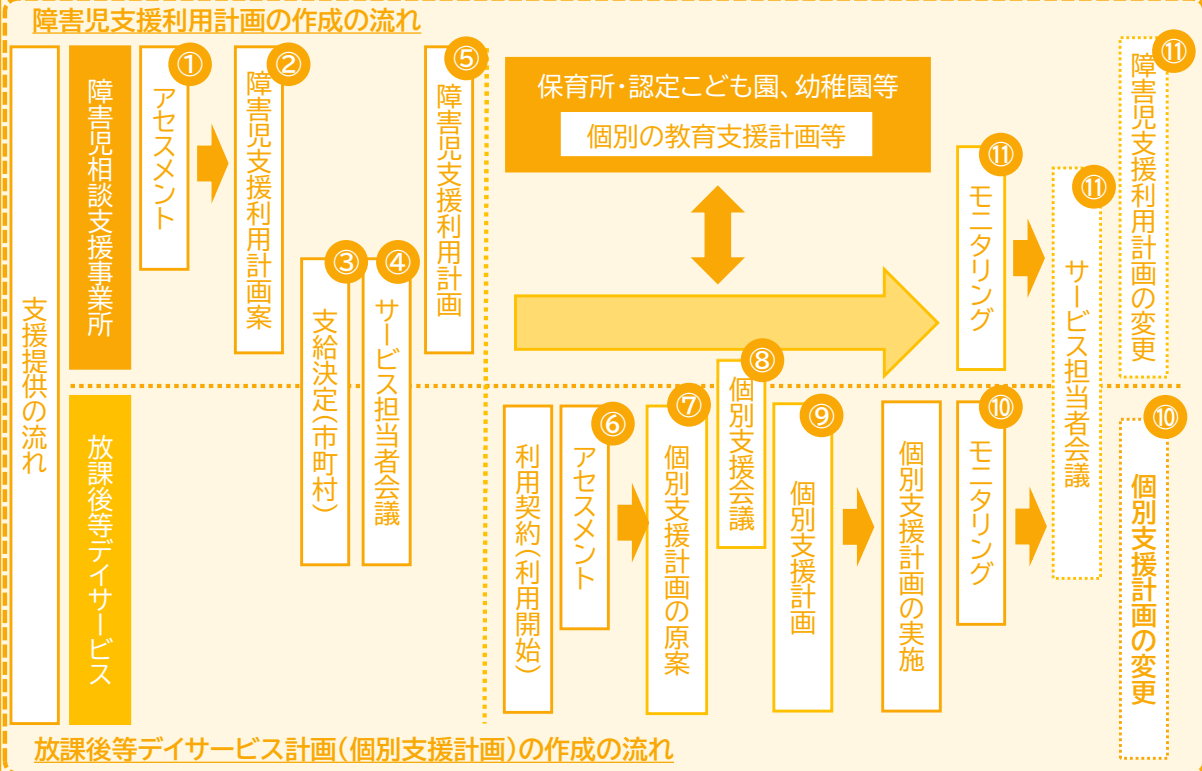 障害児支援利用計画の作成の流れ
支援提供の流れ
障害児相談支援事業所
①
アセスメント
②
障害児支援利用計画案
③
支給決定(市町村)
④
サービス担当者会議
⑤
障害児支援利用計画
保育所・認定こども園、幼稚園等
個別の教育支援計画等
⑪
モニタリング
⑪
サービス担当者会議
⑪
障害児支援利用計画の変更
放課後等デイサービス
利用契約(利用開始)
⑥
アセスメント
⑦
個別支援計画の原案
⑧
個別支援会議
⑨
個別支援計画
個別支援計画の実施
⑩
モニタリング
⑩
個別支援計画の変更
放課後等デイサービス計画(個別支援計画)の作成の流れ